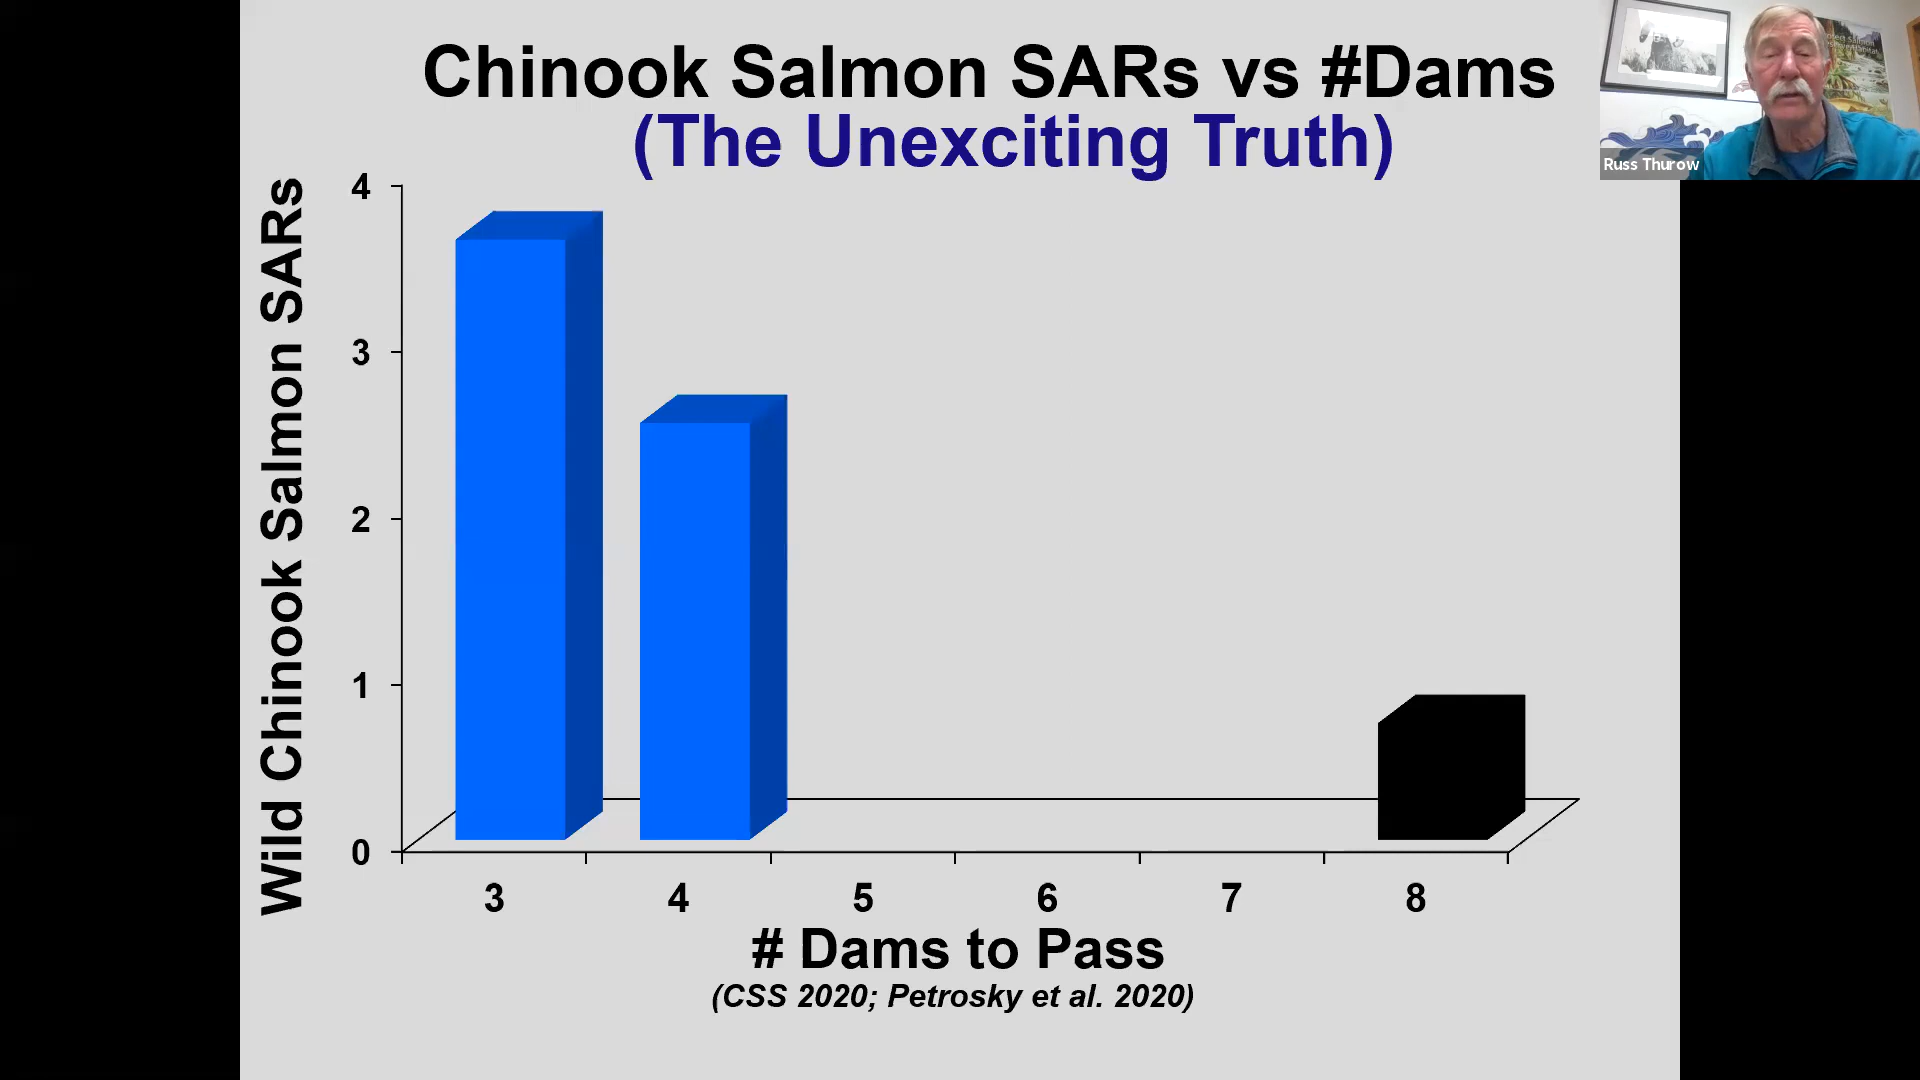 Chinook Salmon SARs vs #Dams
(The Unexciting Truth)
Russ Thurow
Wild Chinook Salmon SARs
4
3
2
1
0
3 4 5 6 7 8
# Dams to Pass
(CSS 2020; Petrosky et al. 2020)